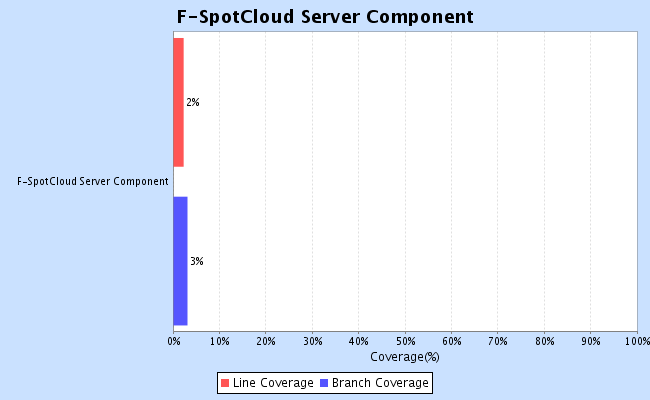 F-SpotCloud Server Component
2%
F-SpotCloud Server Component
3%
0% 10% 20% 30% 40% 50% 60% 70% 80% 90% 100%
Coverage(%)
Line Coverage Branch Coverage